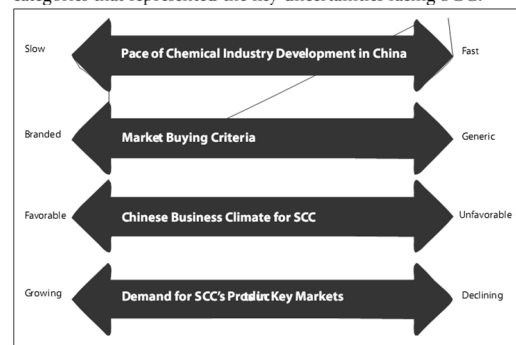 categories that represented the key uncertainties facing SCC.
Slow Pace of Chemical Industry Development in China Fast
Branded Market Buying Criteria Generic
Favorable Chinese Business Climate for SCC Unfavorable
Growing Demand for SCC's Products in Key Markets Declining